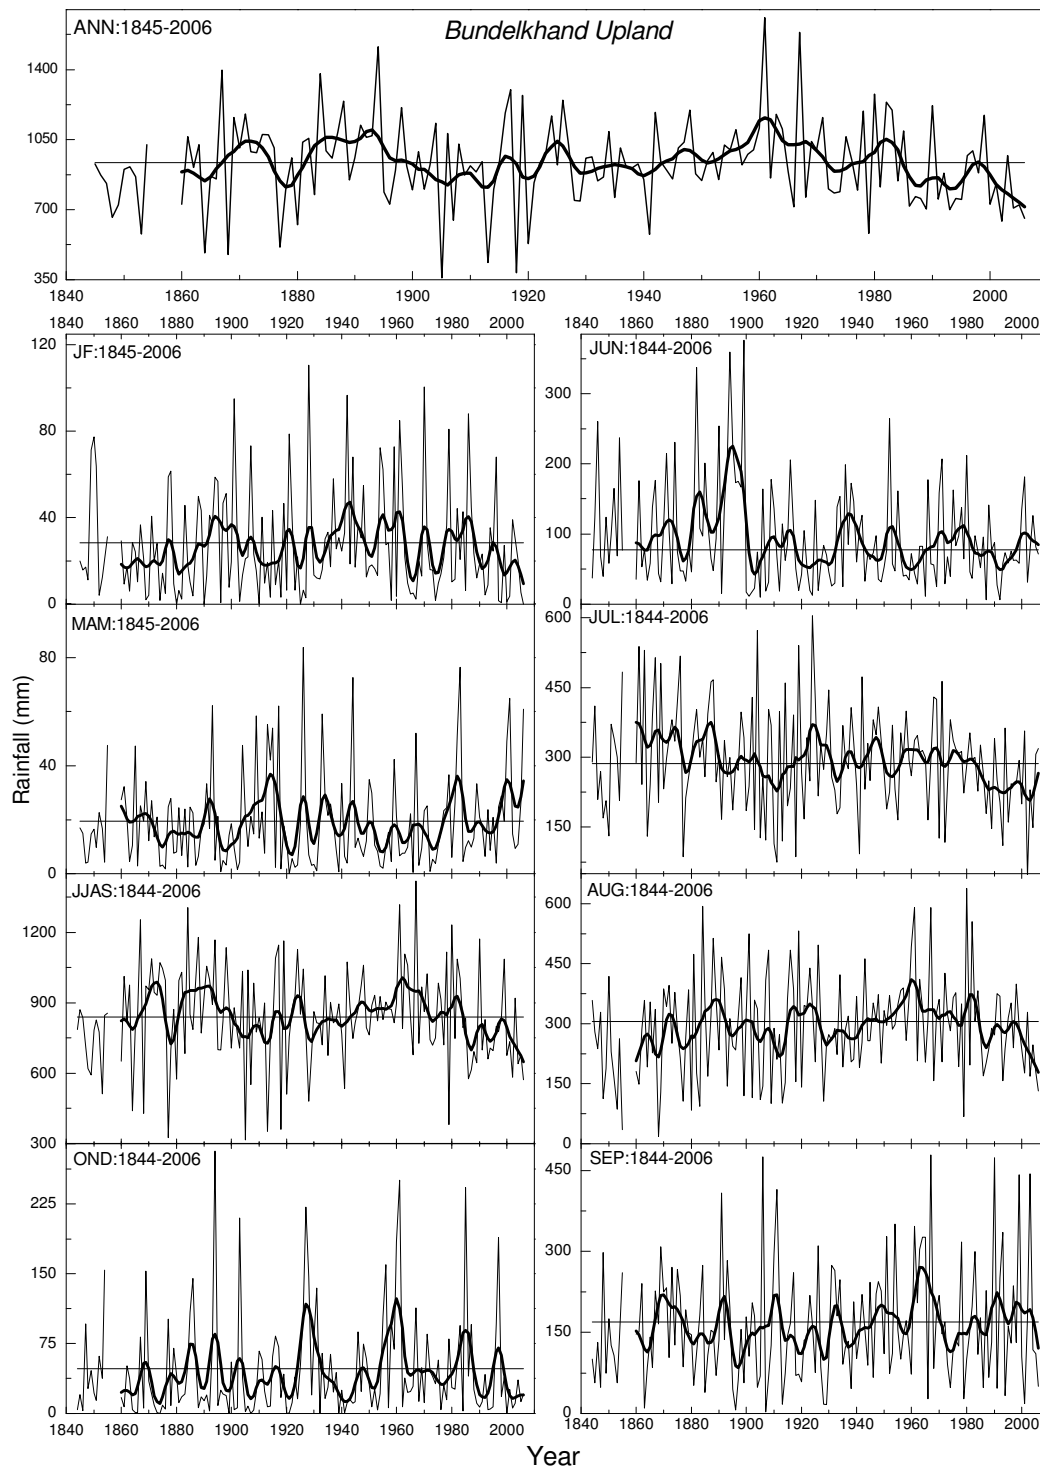 ANN:1845-2006 Bundelkhand Upland
1400
1050
700
350
1840 1860 1880 1900 1920 1940 1960 1980 2000
1840 1860 1880 1900 1920 1940 1960 1980 2000
1840 1860 1880 1900 1920 1940 1960 1980 2000
JF:1845-2006
120
80
40
0
JUN:1844-2006
300
200
100
0
MAM:1845-2006
80
40
0
JUL:1844-2006
600
450
300
150
JJAS:1844-2006
1200
900
600
300
AUG:1844-2006
600
450
300
150
0
OND:1844-2006
225
150
75
0
1840 1860 1880 1900 1920 1940 1960 1980 2000
SEP:1844-2006
450
300
150
0
1840 1860 1880 1900 1920 1940 1960 1980 2000
Rainfall (mm)
Year